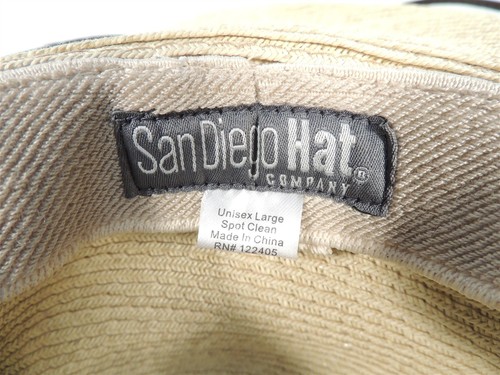 San Diego Hat®
COMPANY
Unisex Large
Spot Clean
Made In China
RN# 122405